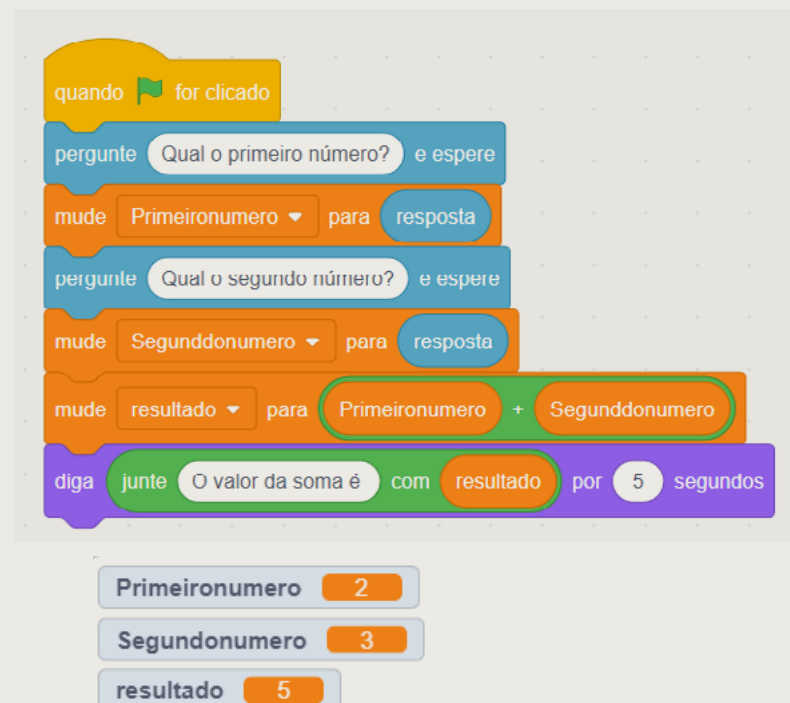 quando for clicado
pergunte Qual o primeiro número? e espere
mude Primeironumero para resposta
pergunte Qual o segundo número? e espere
mude Segunddonumero para resposta
mude resultado para Primeironumero + Segunddonumero
diga junte O valor da soma é com resultado por 5 segundos
Primeironumero 2
Segundonumero 3
resultado 5